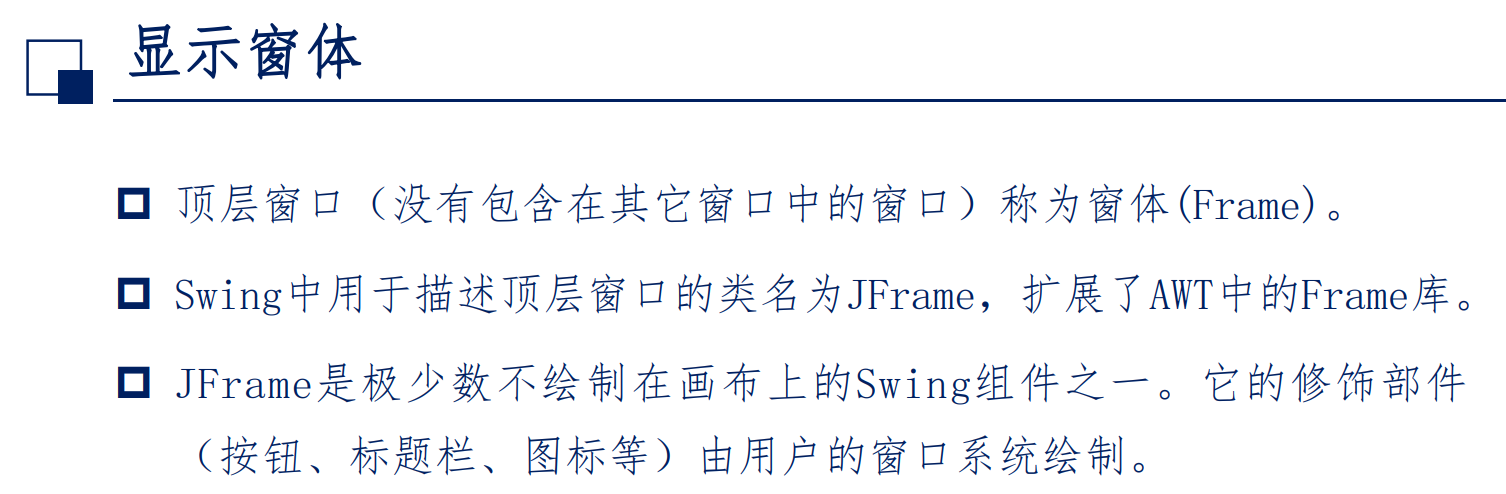 显示窗体
顶层窗口（没有包含在其它窗口中的窗口）称为窗体(Frame)。
Swing中用于描述顶层窗口的类名为JFrame，扩展了AWT中的Frame库。
JFrame是极少数不绘制在画布上的Swing组件之一。它的修饰部件
（按钮、标题栏、图标等）由用户的窗口系统绘制。